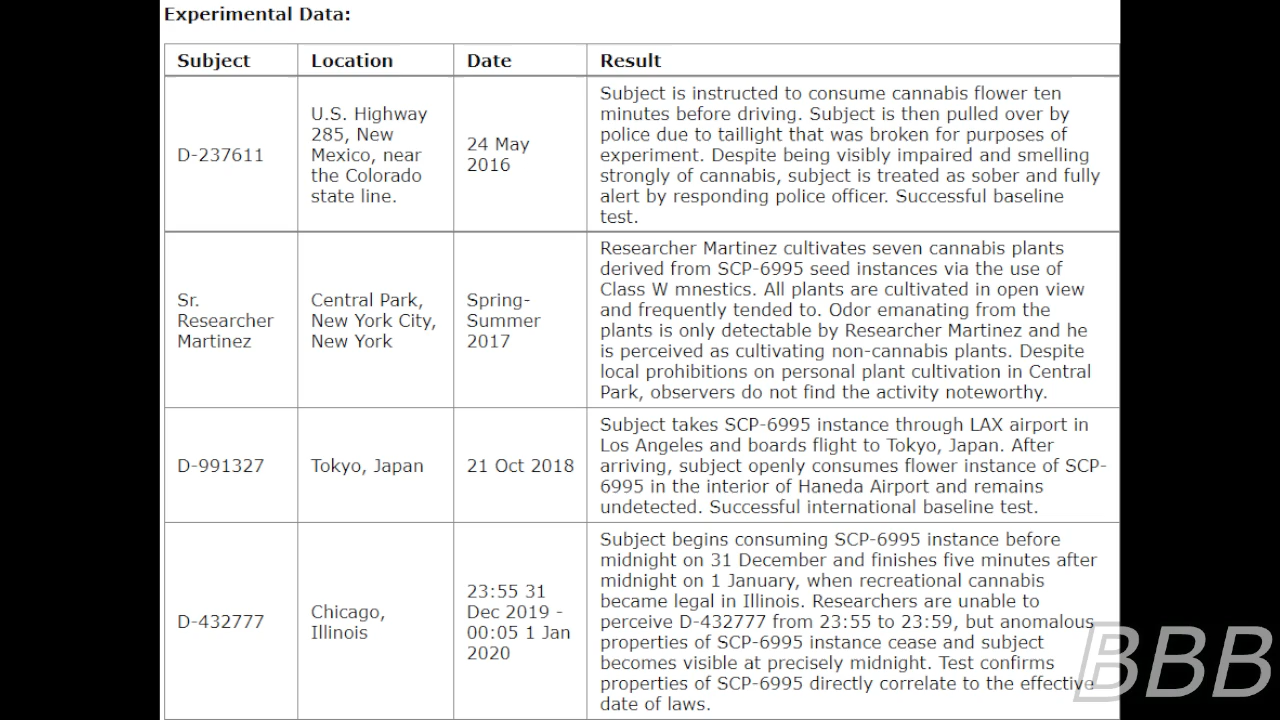 Experimental Data:
Subject
Location
Date
Result
D-237611
U.S. Highway
285, New
Mexico, near
the Colorado
state line.
24 May
2016
Subject is instructed to consume cannabis flower ten
minutes before driving. Subject is then pulled over by
police due to taillight that was broken for purposes of
experiment. Despite being visibly impaired and smelling
strongly of cannabis, subject is treated as sober and fully
alert by responding police officer. Successful baseline
test.
Sr.
Researcher
Martinez
Central Park,
New York City,
New York
Spring-
Summer
2017
Researcher Martinez cultivates seven cannabis plants
derived from SCP-6995 seed instances via the use of
Class W mnestics. All plants are cultivated in open view
and frequently tended to. Odor emanating from the
plants is only detectable by Researcher Martinez and he
is perceived as cultivating non-cannabis plants. Despite
local prohibitions on personal plant cultivation in Central
Park, observers do not find the activity noteworthy.
D-991327
Tokyo, Japan
21 Oct 2018
Subject takes SCP-6995 instance through LAX airport in
Los Angeles and boards flight to Tokyo, Japan. After
arriving, subject openly consumes flower instance of SCP-
6995 in the interior of Haneda Airport and remains
undetected. Successful international baseline test.
D-432777
Chicago,
Illinois
23:55 31
Dec 2019 -
00:05 1 Jan
2020
Subject begins consuming SCP-6995 instance before
midnight on 31 December and finishes five minutes after
midnight on 1 January, when recreational cannabis
became legal in Illinois. Researchers are unable to
perceive D-432777 from 23:55 to 23:59, but anomalous
properties of SCP-6995 instance cease and subject
becomes visible at precisely midnight. Test confirms
properties of SCP-6995 directly correlate to the effective
date of laws.
BBB